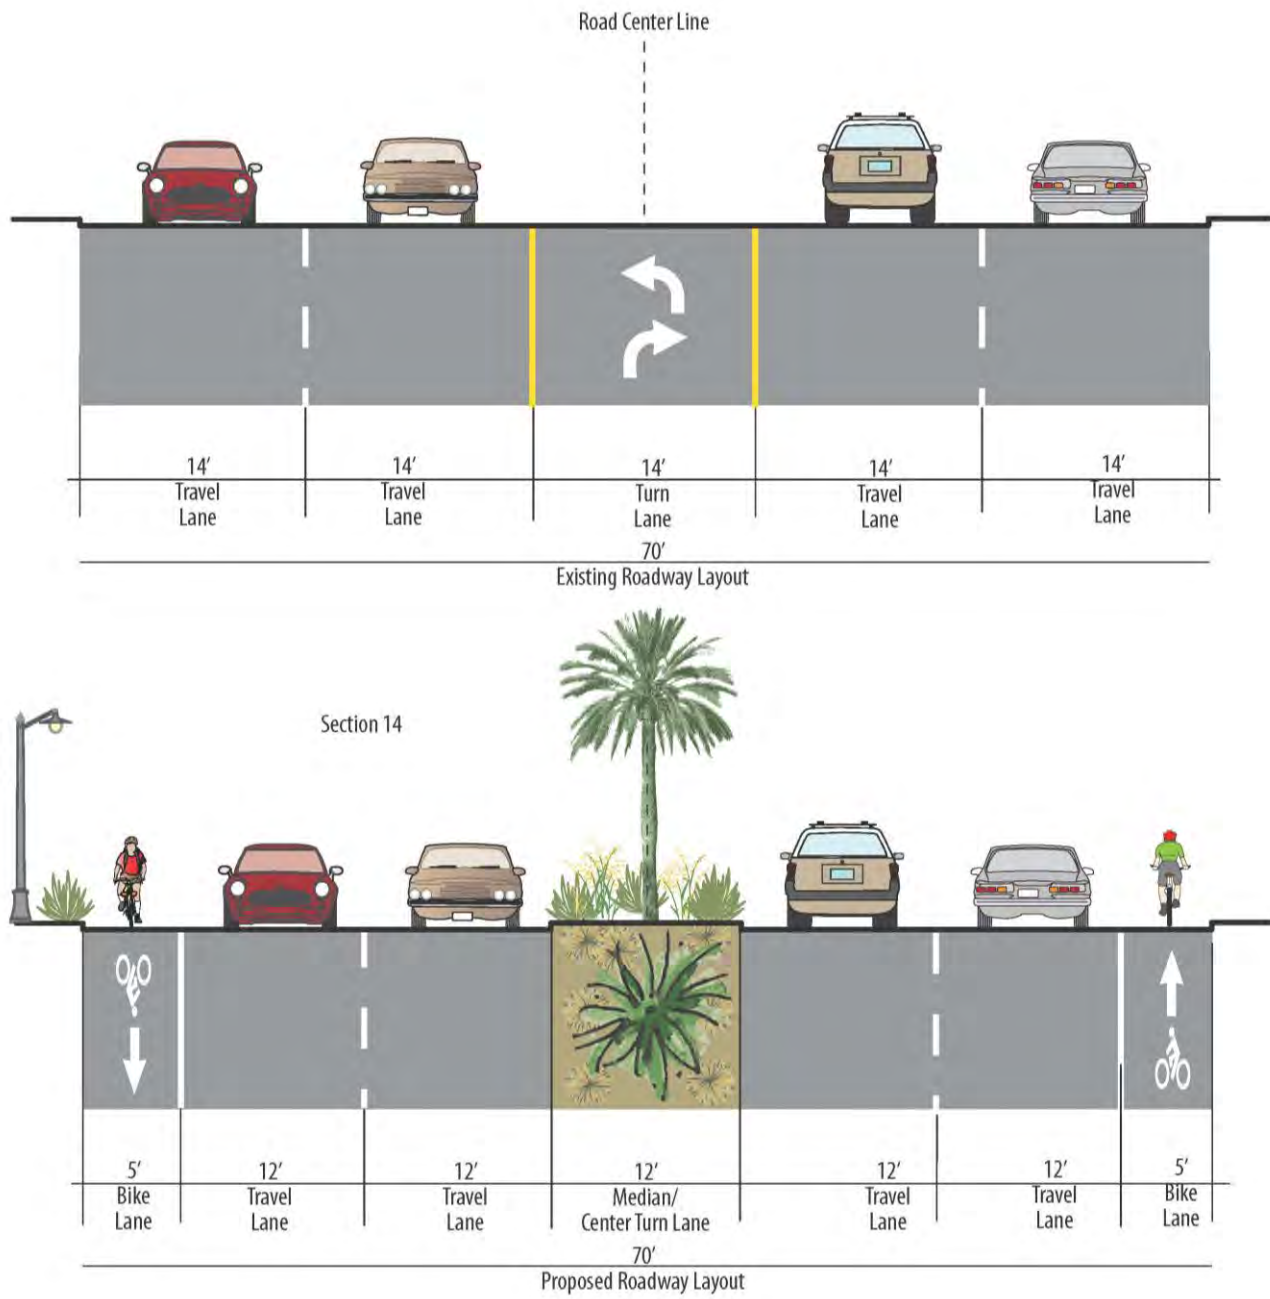 Road Center Line
14’ 14’ 14’ 14’ 14’
Travel Travel Turn Travel Travel
Lane Lane Lane Lane Lane
70’
Existing Roadway Layout
Section 14
5’ 12’ 12’ 12’ 12’ 12’ 5’
Bike Travel Travel Median/ Travel Travel Bike
Lane Lane Lane Center Turn Lane Lane Lane Lane
70’
Proposed Roadway Layout